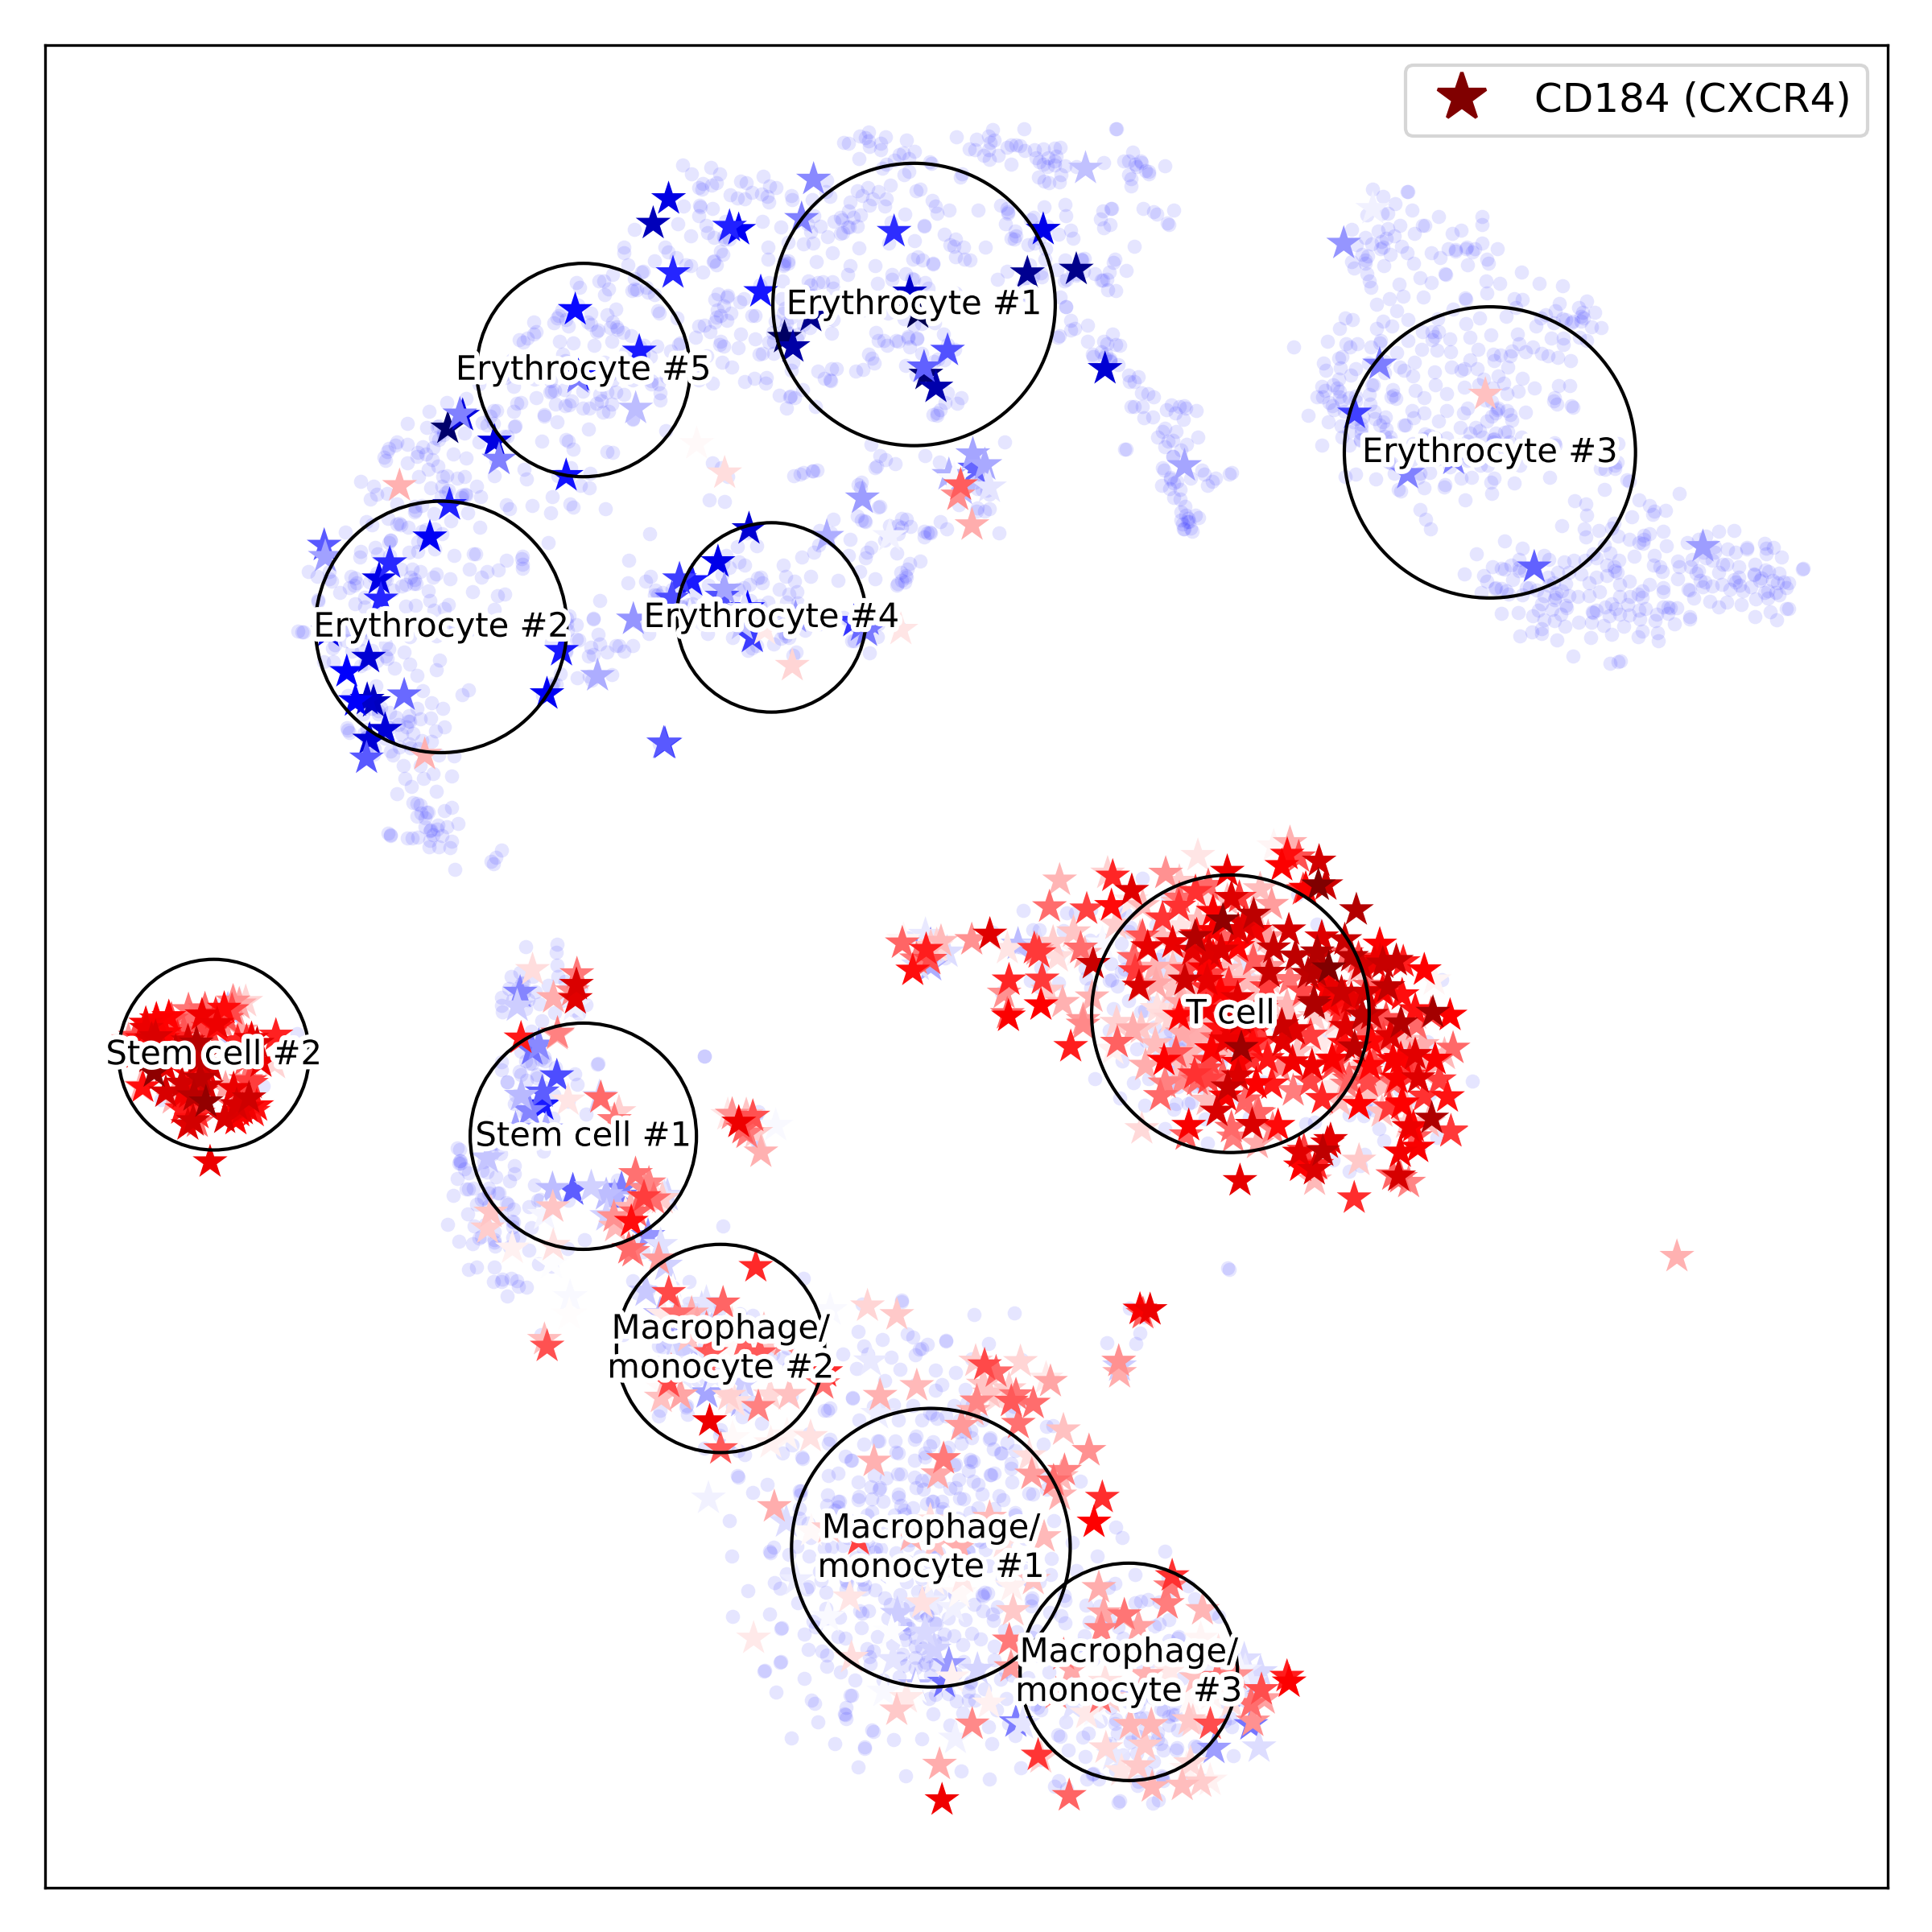 CD184 (CXCR4)
Erythrocyte #1
Erythrocyte #5
Erythrocyte #3
Erythrocyte #4
Erythrocyte #2
T cell
Stem cell #2
Stem cell #1
Macrophage/
monocyte #2
Macrophage/
monocyte #1
Macrophage/
monocyte #3